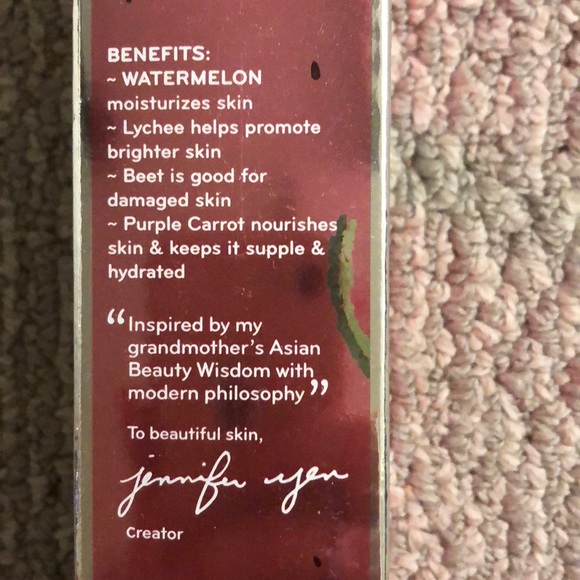 BENEFITS:
~ WATERMELON
moisturizes skin
~ Lychee helps promote
brighter skin
~ Beet is good for
damaged skin
~ Purple Carrot nourishes
skin & keeps it supple &
hydrated
“Inspired by my
grandmother's Asian
Beauty Wisdom with
modern philosophy”
To beautiful skin,
jennifer yen
Creator